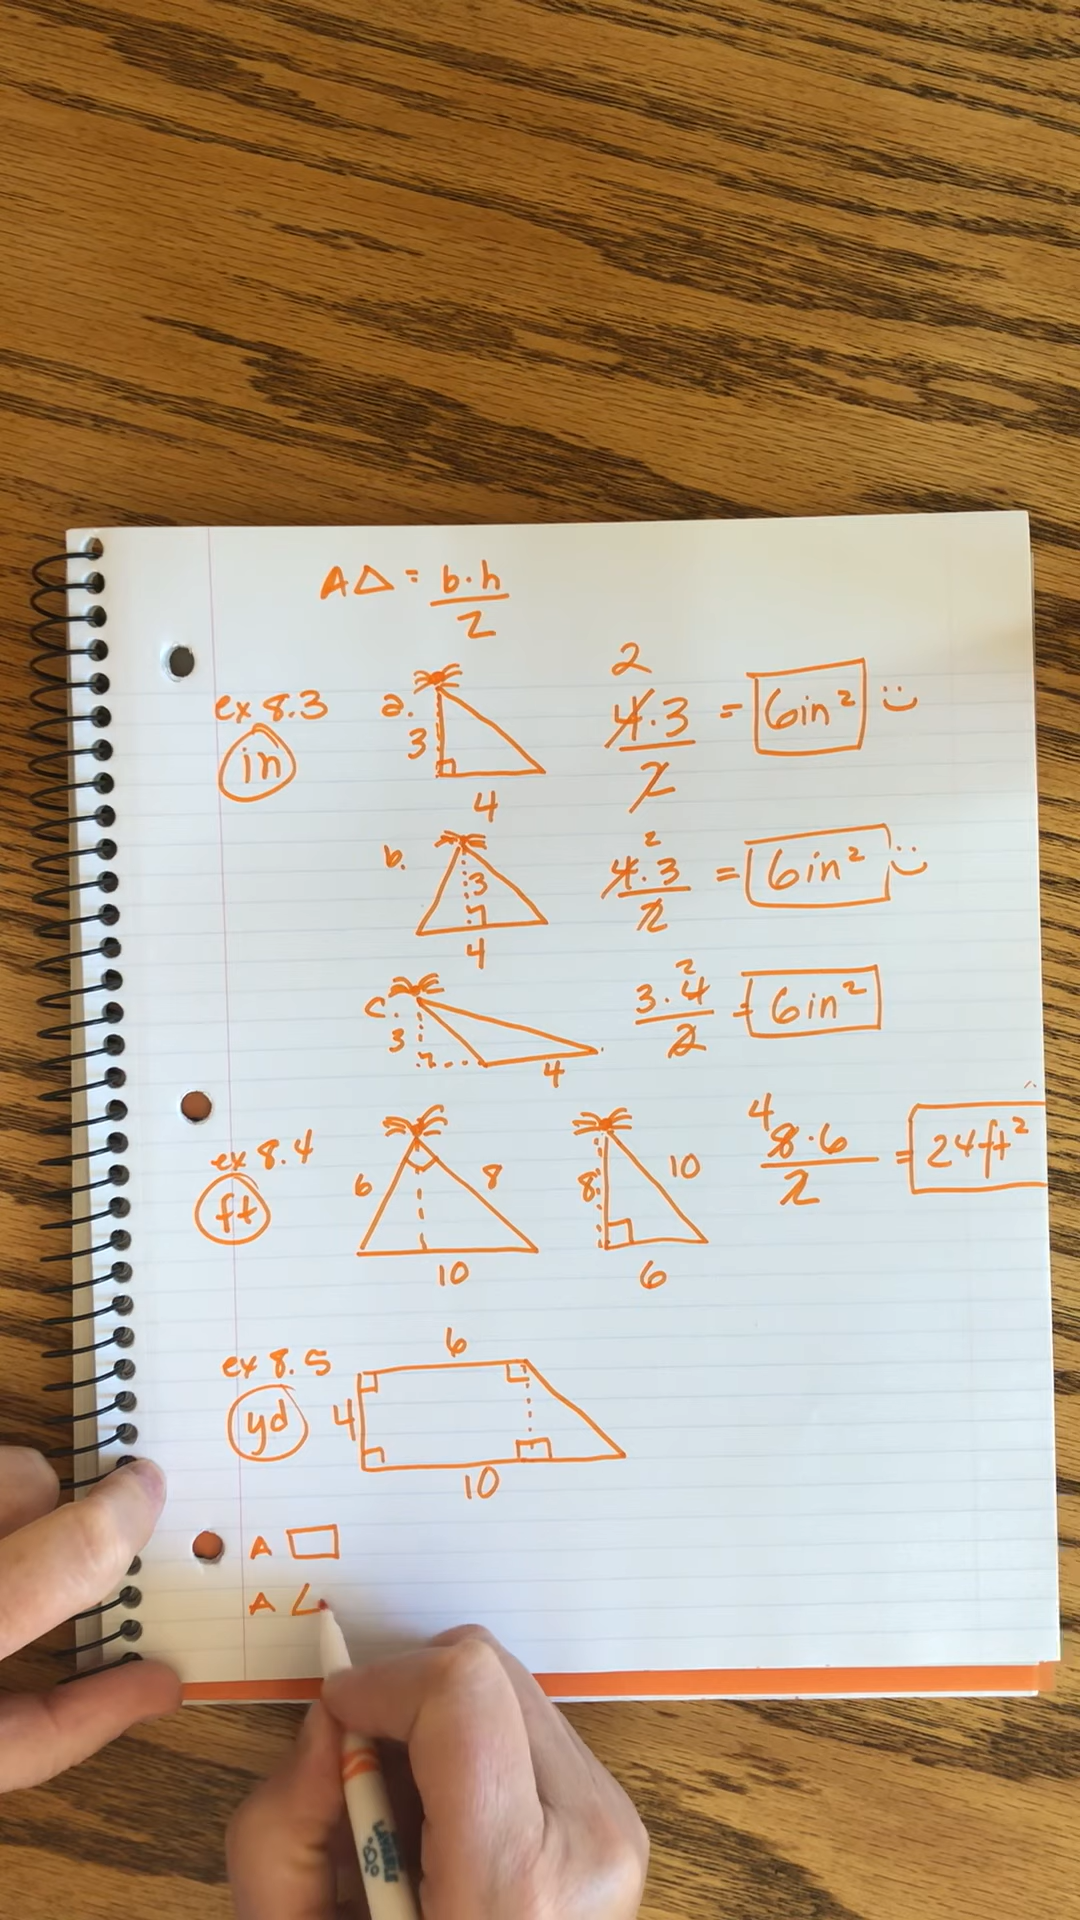 A△ = b·h
2
ex 8.3
in
a.
3
4
2
4·3 = 6in²
2
b.
3
4
2
4·3 = 6in²
2
c.
3
4
2
3·4 = 6in²
2
ex 8.4
ft
6
8
10
8
10
6
4
8·6 = 24ft²
2
ex 8.5
yd
6
4
10
A ▭
A